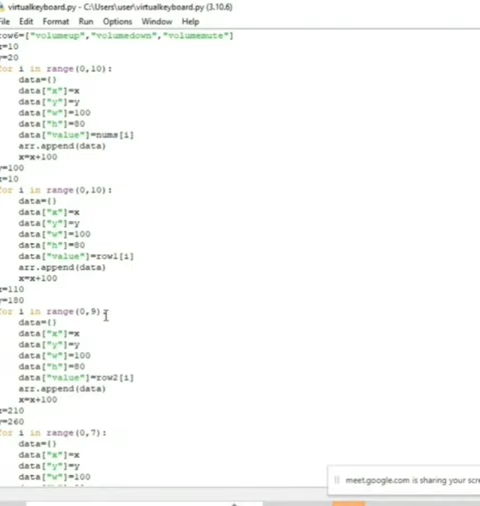 virtualkeyboard.py - C:\Users\user\virtualkeyboard.py (3.10.6)
File Edit Format Run Options Window Help
row6=["volumeup","volumedown","volumemute"]
x=10
y=20
for i in range(0,10):
data={}
data["x"]=x
data["y"]=y
data["w"]=100
data["h"]=80
data["value"]=nums[i]
arr.append(data)
x=x+100
y=100
x=10
for i in range(0,10):
data={}
data["x"]=x
data["y"]=y
data["w"]=100
data["h"]=80
data["value"]=row1[i]
arr.append(data)
x=x+100
x=110
y=180
for i in range(0,9):
data={}
data["x"]=x
data["y"]=y
data["w"]=100
data["h"]=80
data["value"]=row2[i]
arr.append(data)
x=x+100
x=210
y=260
for i in range(0,7):
data={}
data["x"]=x
data["y"]=y
data["w"]=100
meet.google.com is sharing your scre